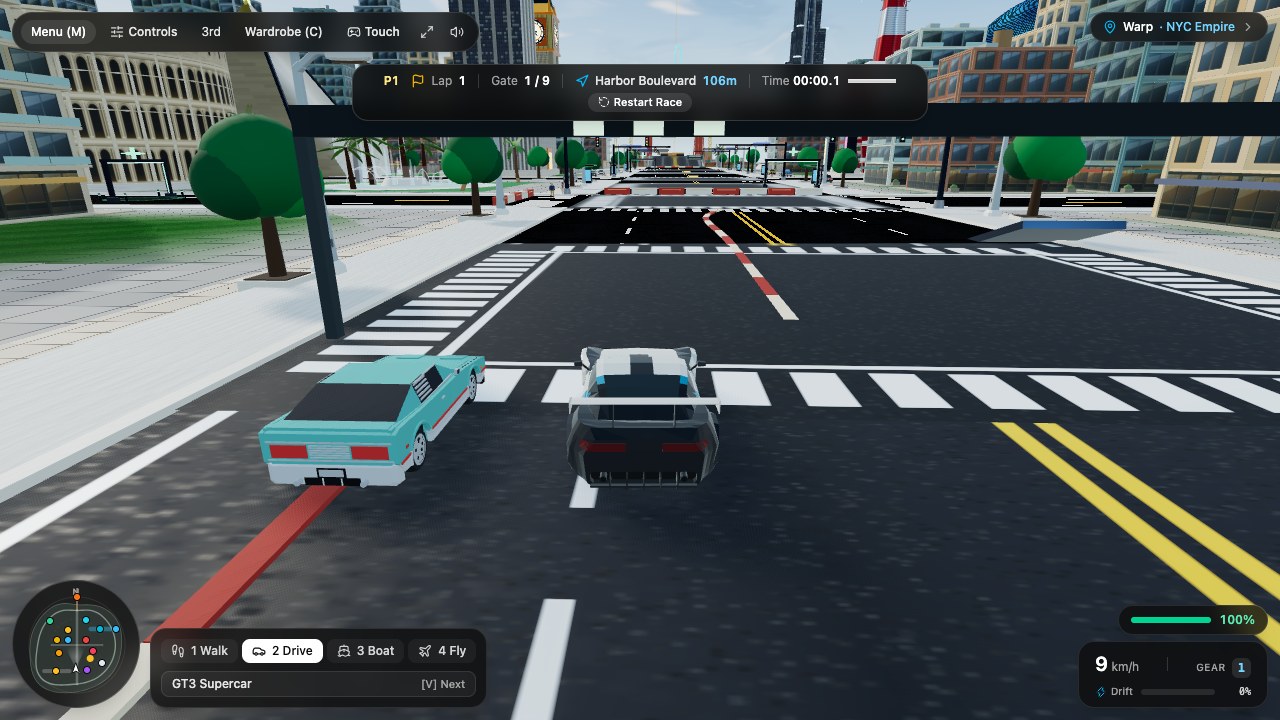 Menu (M) Controls 3rd Wardrobe (C) Touch
Warp · NYC Empire
P1 Lap 1 Gate 1 / 9 Harbor Boulevard 106m Time 00:00.1
Restart Race
N
1 Walk 2 Drive 3 Boat 4 Fly
GT3 Supercar [V] Next
100%
9 km/h GEAR 1
Drift 0%